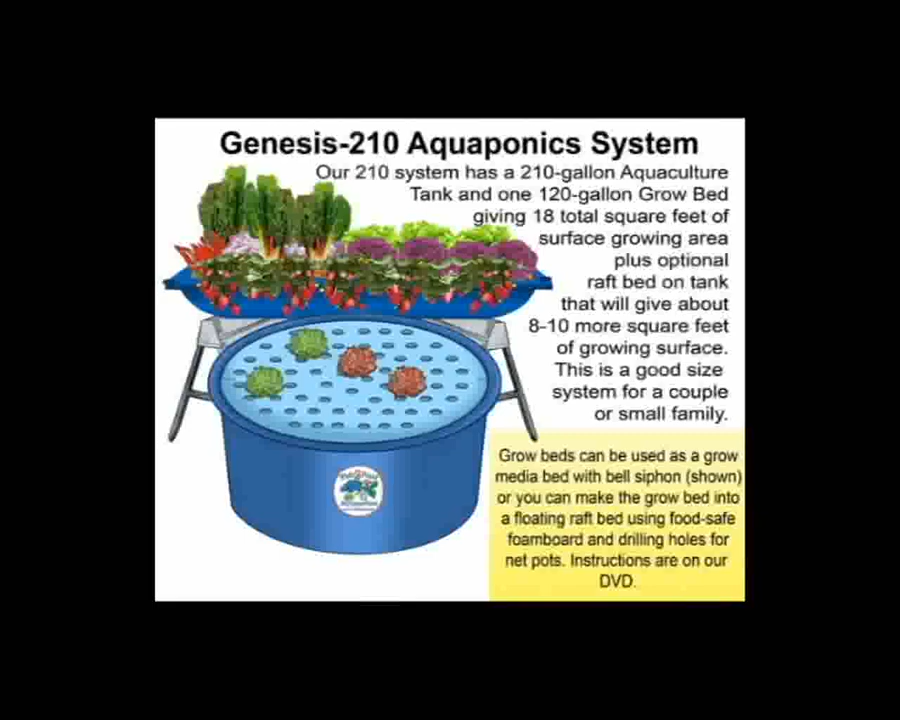 Genesis-210 Aquaponics System
Our 210 system has a 210-gallon Aquaculture
Tank and one 120-gallon Grow Bed
giving 18 total square feet of
surface growing area
plus optional
raft bed on tank
that will give about
8-10 more square feet
of growing surface.
This is a good size
system for a couple
or small family.
Grow beds can be used as a grow
media bed with bell siphon (shown)
or you can make the grow bed into
a floating raft bed using food-safe
foamboard and drilling holes for
net pots. Instructions are on our
DVD.